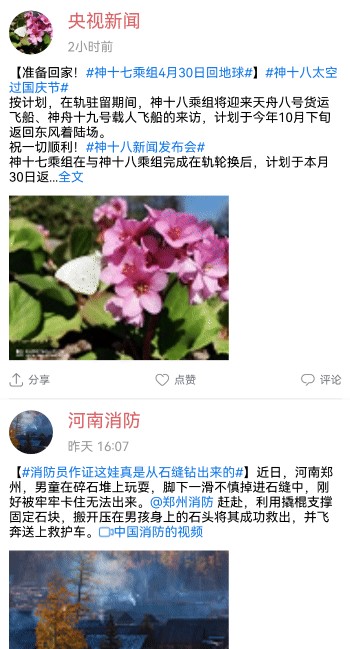 央视新闻
2小时前
【准备回家！#神十七乘组4月30日回地球#】#神十八太空
过国庆节#
按计划，在轨驻留期间，神十八乘组将迎来天舟八号货运
飞船、神舟十九号载人飞船的来访，计划于今年10月下旬
返回东风着陆场。
祝一切顺利！#神十八新闻发布会#
神十七乘组在与神十八乘组完成在轨轮换后，计划于本月
30日返...全文
分享
点赞
评论
河南消防
昨天 16:07
【#消防员作证这娃真是从石缝钻出来的#】近日，河南郑
州，男童在碎石堆上玩耍，脚下一滑不慎掉进石缝中，刚
好被牢牢卡住无法出来。@郑州消防 赶赴，利用撬棍支撑
固定石块，搬开压在男孩身上的石头将其成功救出，并飞
奔送上救护车。中国消防的视频